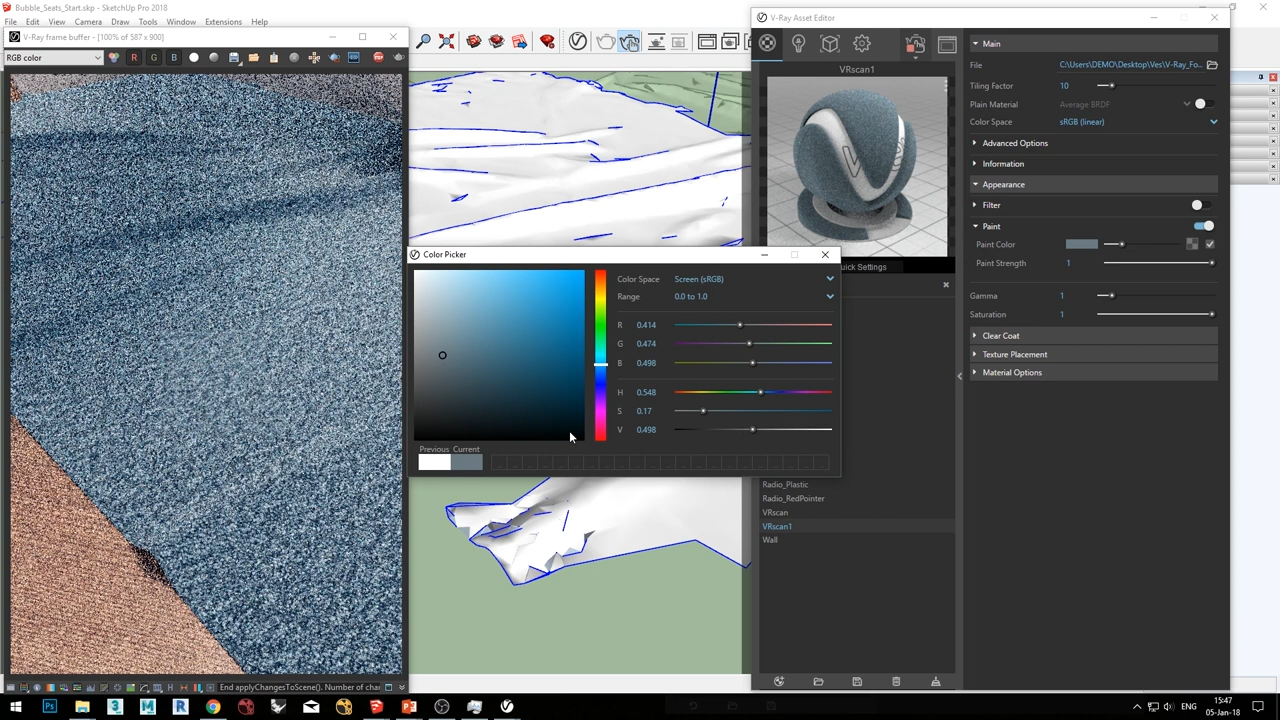 Bubble_Seats_Start.skp - SketchUp Pro 2018
File Edit View Camera Draw Tools Window Extensions Help
V-Ray frame buffer - [100% of 587 x 900]
RGB color
R G B
End applyChangesToScene(). Number of char
V-Ray Asset Editor
VRscan1
uick Settings
Radio_Plastic
Radio_RedPointer
VRscan
VRscan1
Wall
Main
File C:\Users\DEMO\Desktop\Ves\V-Ray_Fo...
Tiling Factor 10
Plain Material Average BRDF
Color Space sRGB (linear)
Advanced Options
Information
Appearance
Filter
Paint
Paint Color
Paint Strength 1
Gamma 1
Saturation 1
Clear Coat
Texture Placement
Material Options
Color Picker
Color Space Screen (sRGB)
Range 0.0 to 1.0
R 0.414
G 0.474
B 0.498
H 0.548
S 0.17
V 0.498
Previous Current
ENG
15:47
05-Jan-18